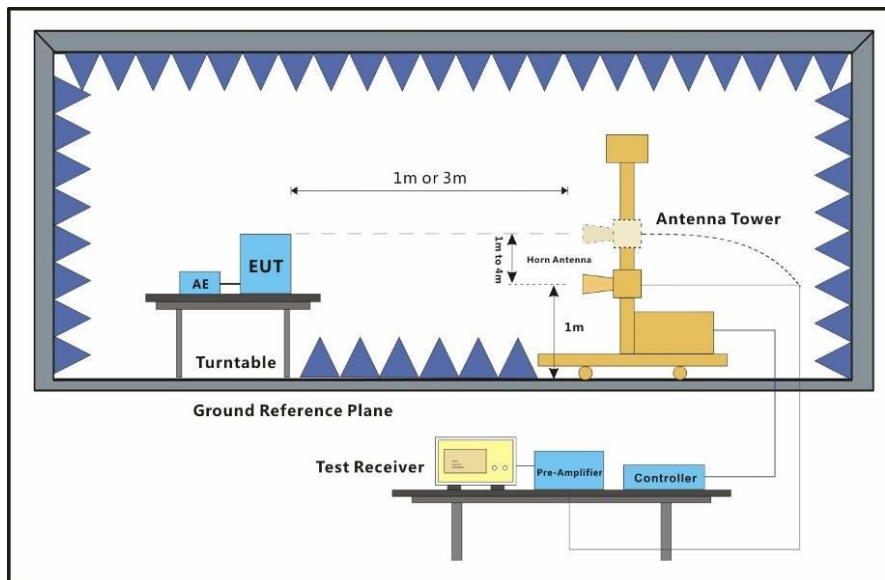 1m or 3m
Antenna Tower
1m to 4m
Horn Antenna
EUT
AE
1m
Turntable
Ground Reference Plane
Test Receiver
Pre-Amplifier
Controller